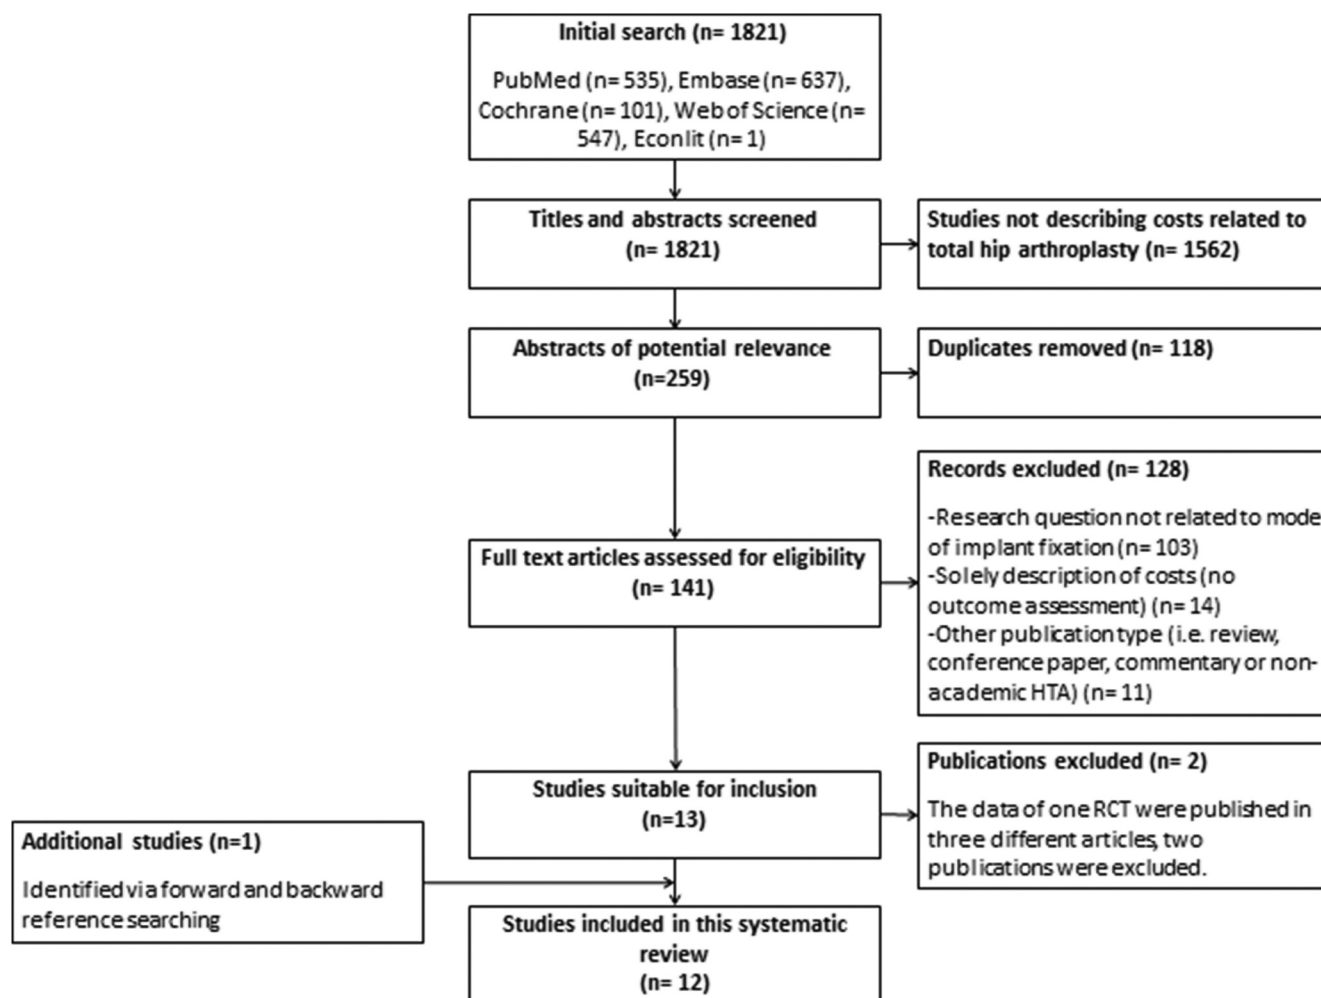 Initial search (n= 1821)
PubMed (n= 535), Embase (n= 637),
Cochrane (n= 101), Web of Science (n=
547), Econlit (n= 1)
Titles and abstracts screened
(n= 1821)
Studies not describing costs related to
total hip arthroplasty (n= 1562)
Abstracts of potential relevance
(n=259)
Duplicates removed (n= 118)
Records excluded (n= 128)
-Research question not related to mode
of implant fixation (n= 103)
-Solely description of costs (no
outcome assessment) (n= 14)
-Other publication type (i.e. review,
conference paper, commentary or non-
academic HTA) (n= 11)
Full text articles assessed for eligibility
(n= 141)
Studies suitable for inclusion
(n=13)
Publications excluded (n= 2)
The data of one RCT were published in
three different articles, two
publications were excluded.
Additional studies (n=1)
Identified via forward and backward
reference searching
Studies included in this systematic
review
(n= 12)